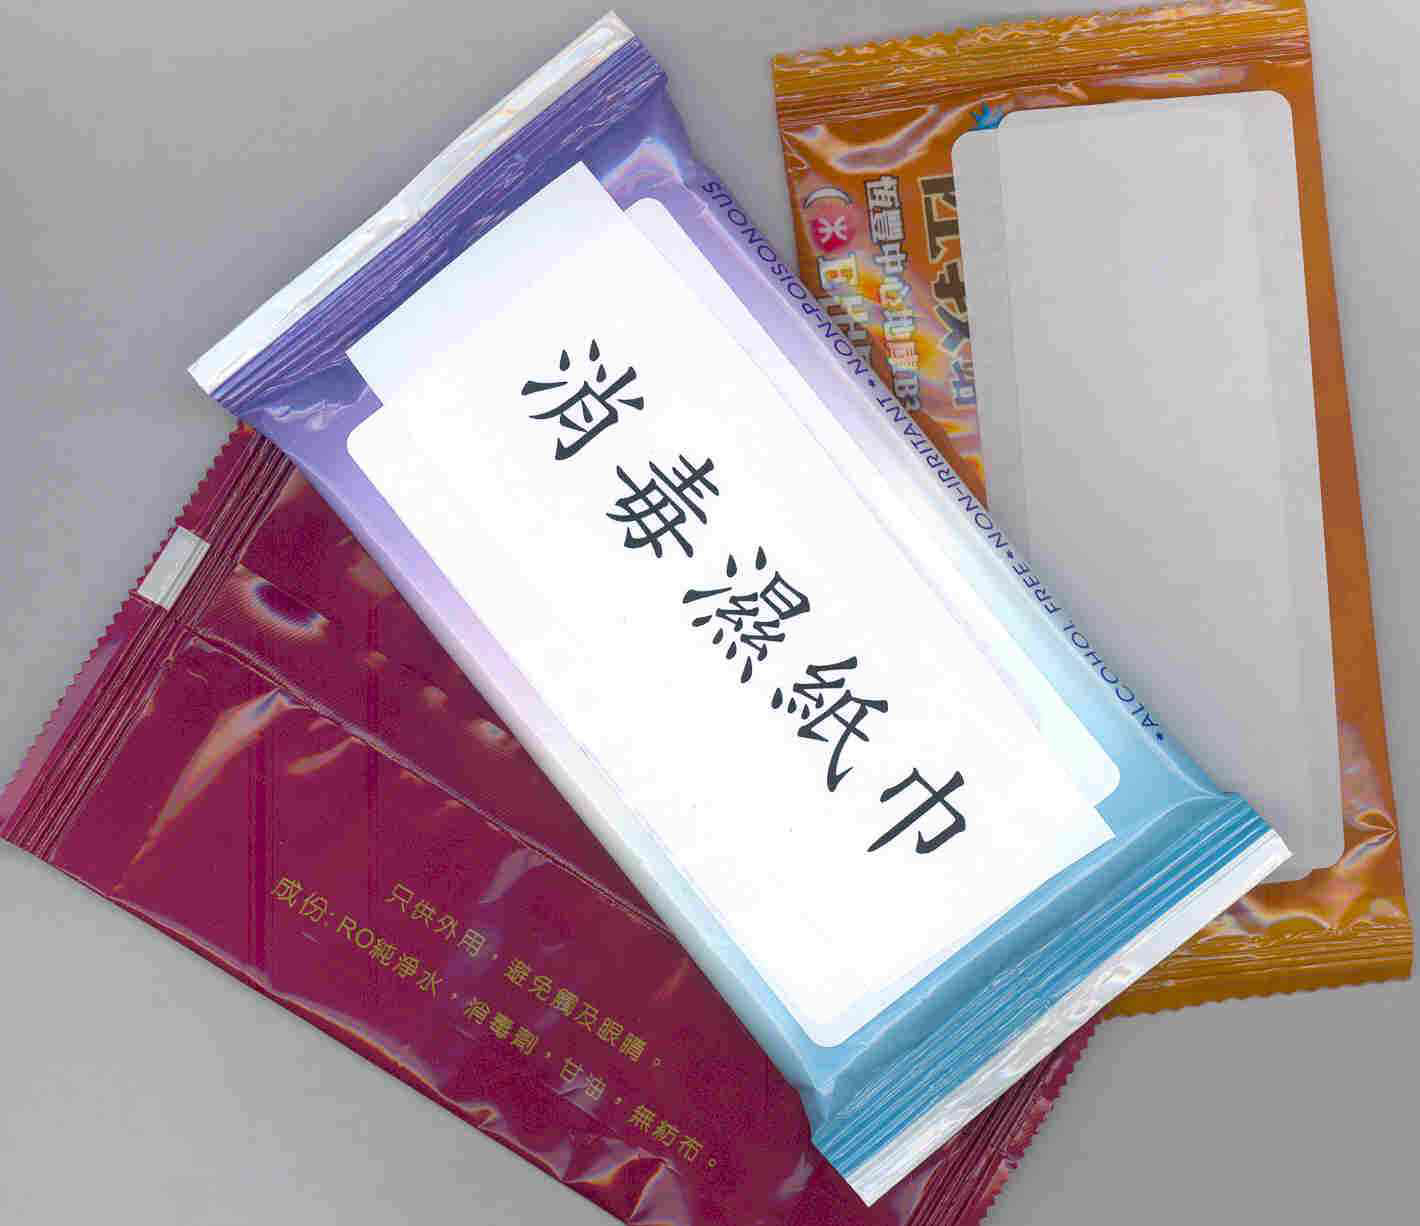 消毒濕紙巾
•ALCOHOL FREE•NON-IRRITANT•NON-POISONOUS
只供外用，避免觸及眼睛。
成份: RO純淨水，消毒劑，甘油，無紡布。